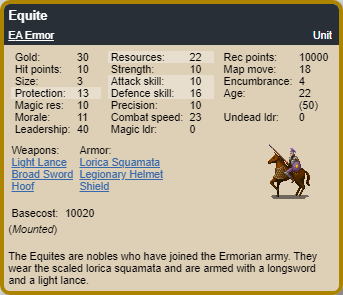 Equite
EA Ermor Unit
Gold: 30 Resources: 22 Rec points: 10000
Hit points: 10 Strength: 10 Map move: 18
Size: 3 Attack skill: 10 Encumbrance: 4
Protection: 13 Defence skill: 16 Age: 22
Magic res: 10 Precision: 10 (50)
Morale: 11 Combat speed: 23 Undead ldr: 0
Leadership: 40 Magic ldr: 0
Weapons: Armor:
Light Lance Lorica Squamata
Broad Sword Legionary Helmet
Hoof Shield
Basecost: 10020
(Mounted)
The Equites are nobles who have joined the Ermorian army. They
wear the scaled lorica squamata and are armed with a longsword
and a light lance.